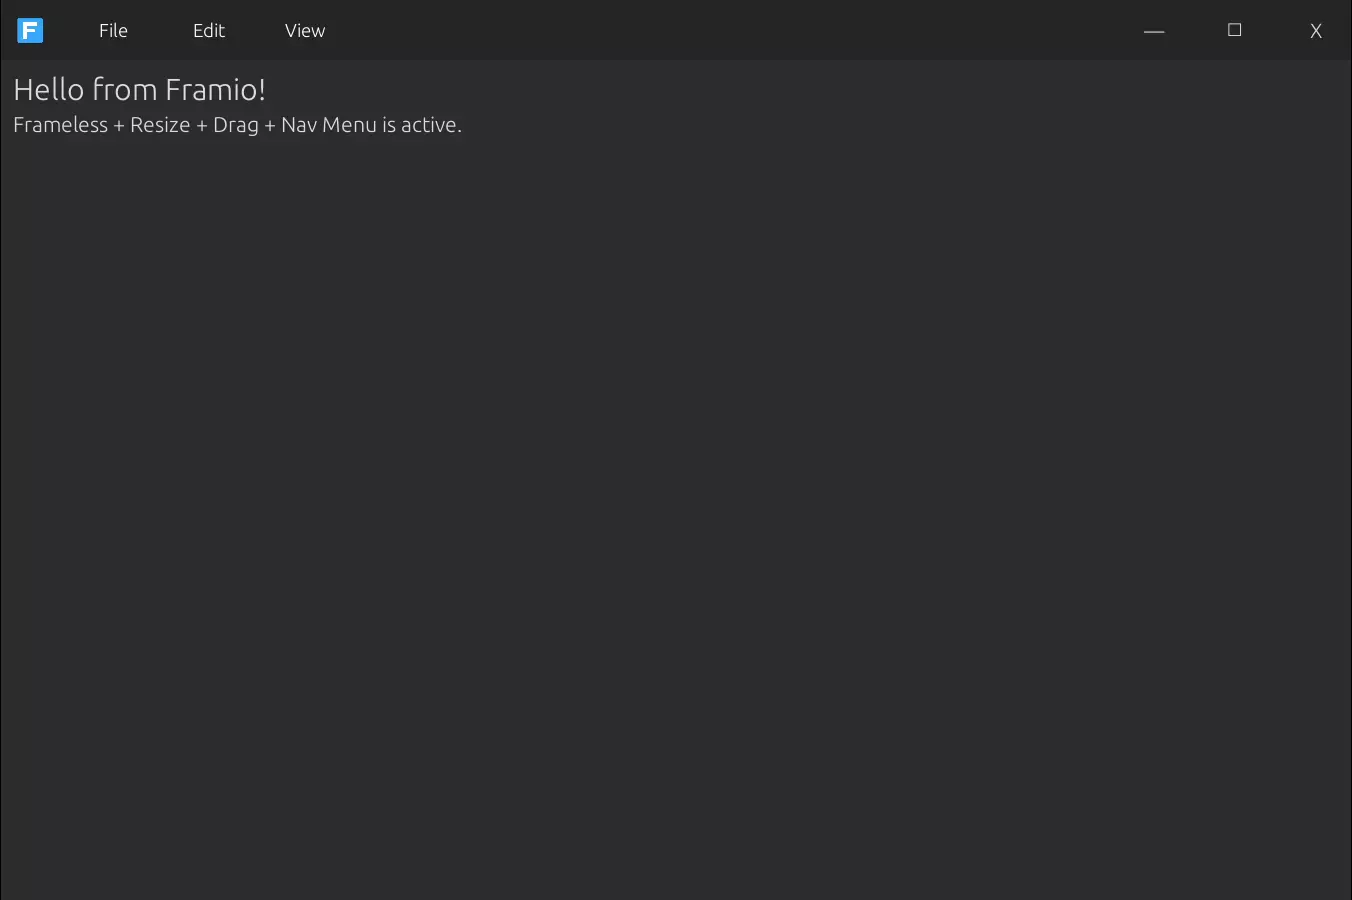 F File Edit View — ☐ X
Hello from Framio!
Frameless + Resize + Drag + Nav Menu is active.